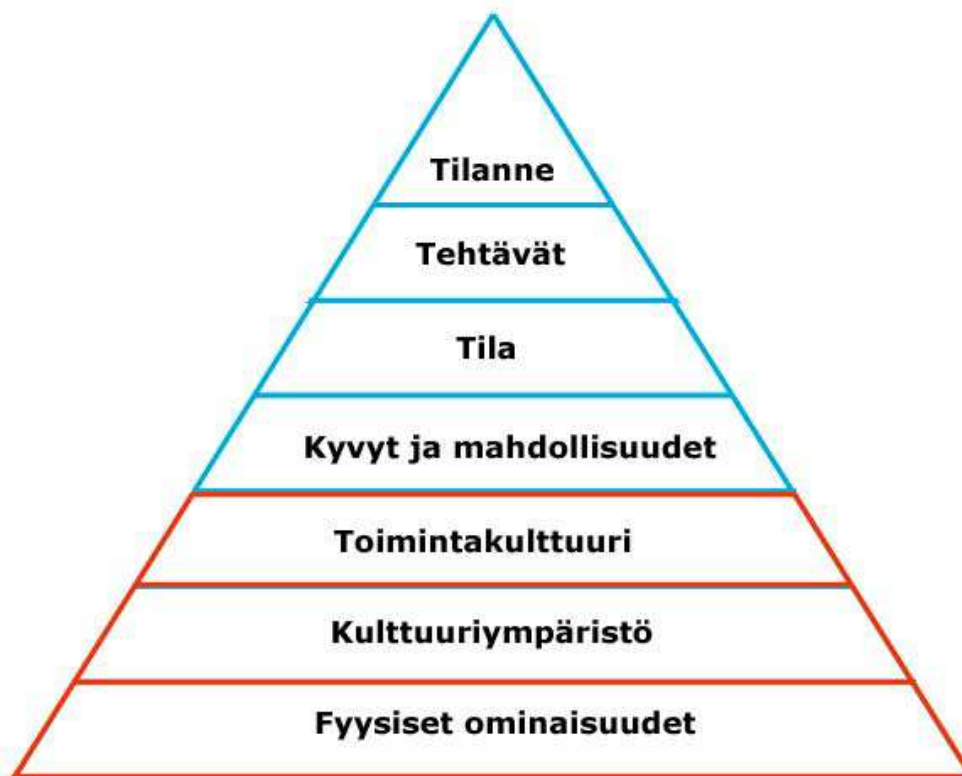 Tilanne
Tehtävät
Tila
Kyvyt ja mahdollisuudet
Toimintakulttuuri
Kulttuuriympäristö
Fyysiset ominaisuudet